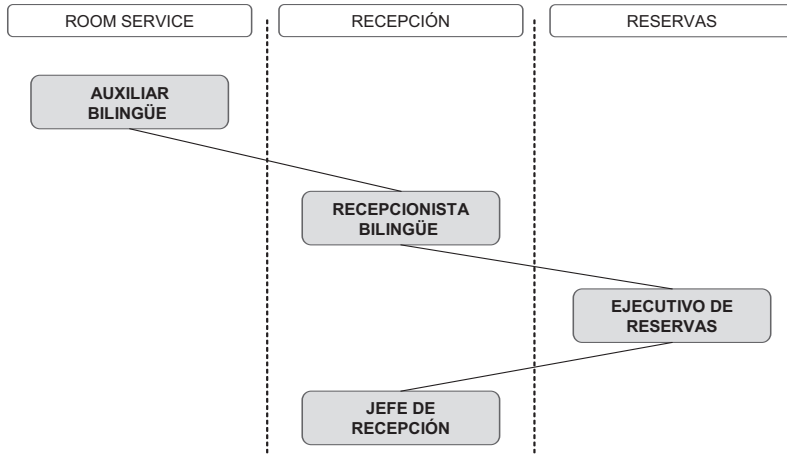 ROOM SERVICE
RECEPCIÓN
RESERVAS
AUXILIAR
BILINGÜE
RECEPCIONISTA
BILINGÜE
EJECUTIVO DE
RESERVAS
JEFE DE
RECEPCIÓN